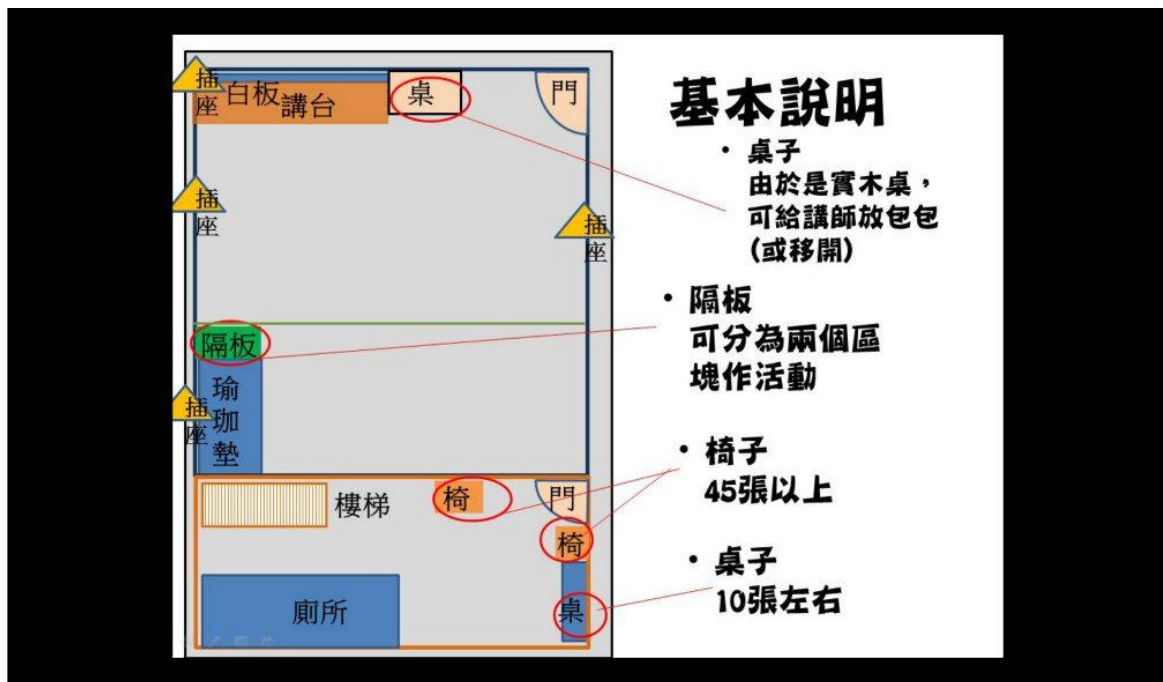 插座
白板
講台
桌
門
插座
插座
隔板
瑜珈墊
插座
樓梯
椅
門
椅
廁所
桌
基本說明
• 桌子
由於是實木桌，
可給講師放包包
(或移開)
• 隔板
可分為兩個區
塊作活動
• 椅子
45張以上
• 桌子
10張左右